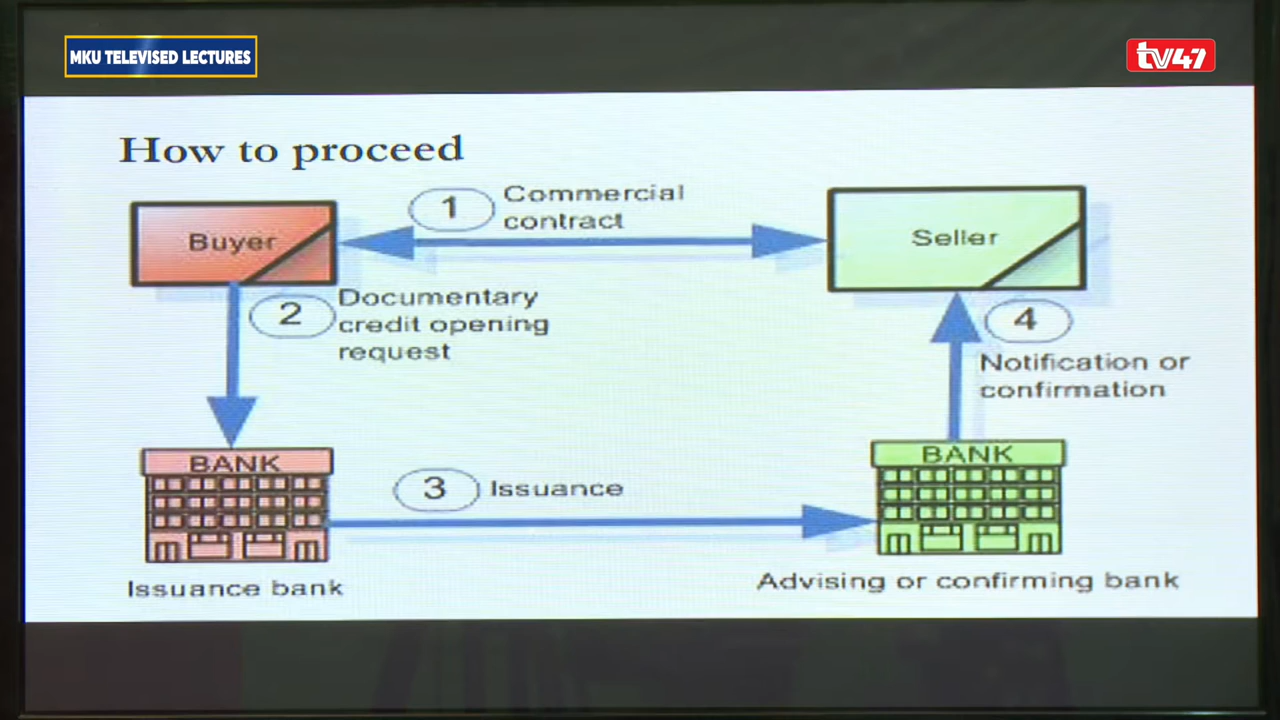 MKU TELEVISED LECTURES
tv47
How to proceed
1
Commercial
contract
Buyer
Seller
2
Documentary
credit opening
request
4
Notification or
confirmation
BANK
BANK
3
Issuance
Issuance bank
Advising or confirming bank